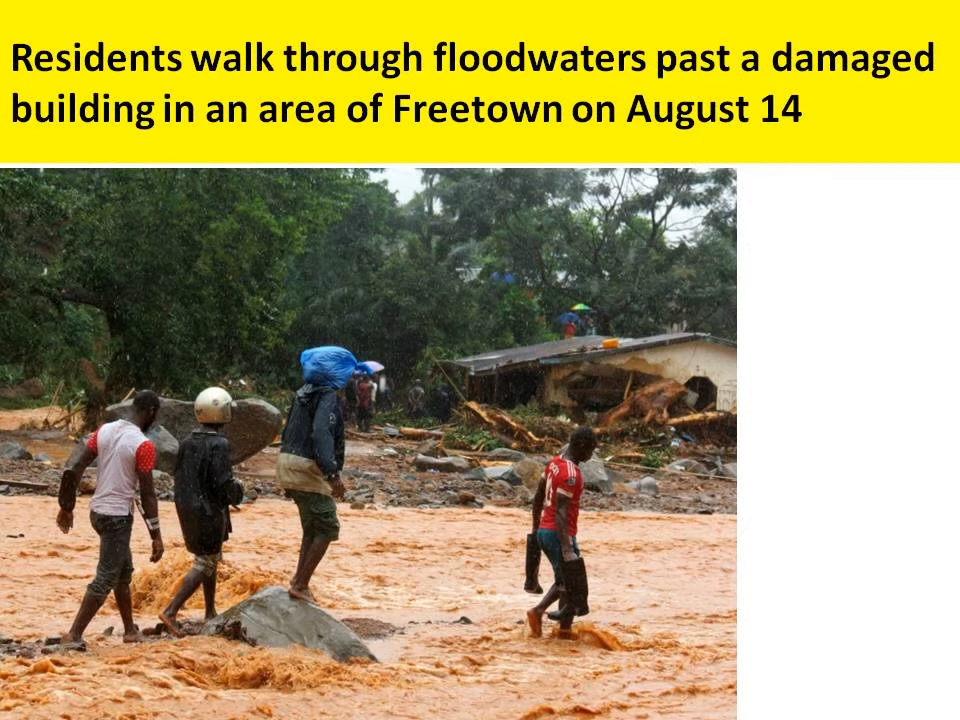 Residents walk through floodwaters past a damaged
building in an area of Freetown on August 14